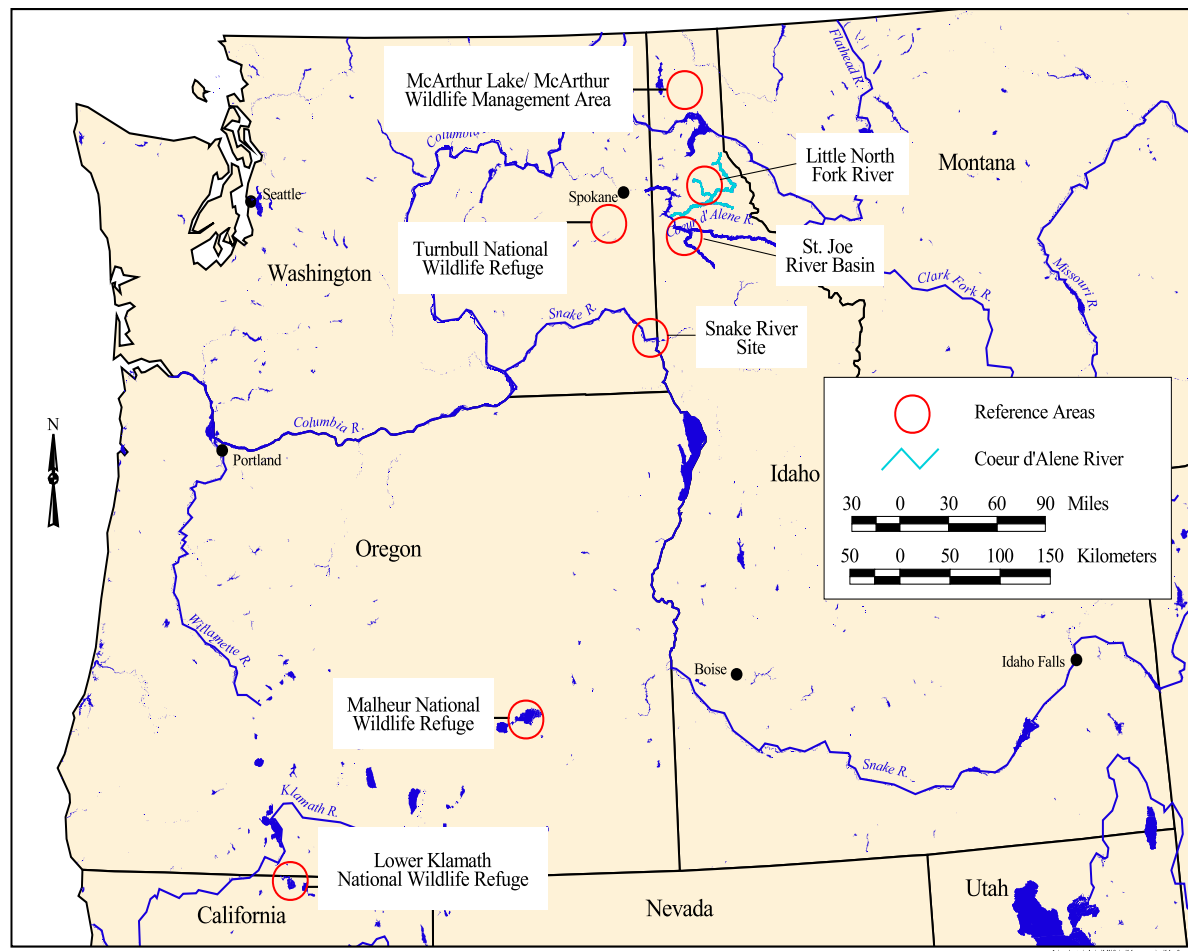 McArthur Lake/ McArthur
Wildlife Management Area
Flathead R.
Columbia
Little North
Fork River
Montana
Seattle
Spokane
Coeur d'Alene R.
Turnbull National
Wildlife Refuge
St. Joe
River Basin
Washington
Clark Fork R.
Missouri R.
Snake R.
Snake River
Site
N
Reference Areas
Columbia R.
Coeur d'Alene River
Portland
Idaho
30 0 30 60 90 Miles
Oregon
50 0 50 100 150 Kilometers
Willamette R.
Boise
Idaho Falls
Malheur National
Wildlife Refuge
Snake R.
Klamath R.
Lower Klamath
National Wildlife Refuge
Utah
California
Nevada